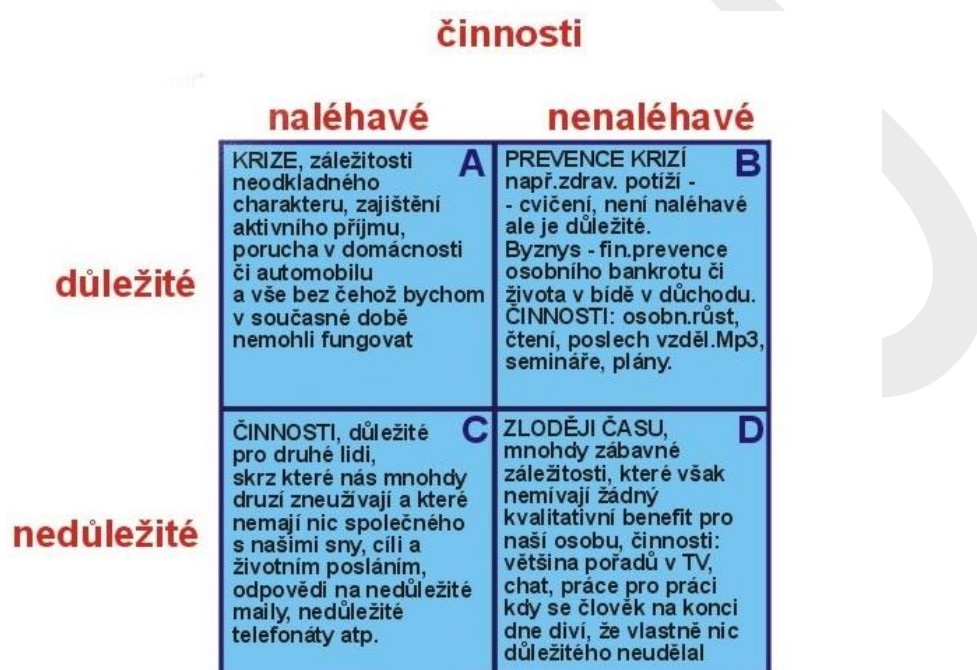 činnosti
naléhavé
nenaléhavé
důležité
A
KRIZE, záležitosti
neodkladného
charakteru, zajištění
aktivního příjmu,
porucha v domácnosti
či automobilu
a vše bez čehož bychom
v současné době
nemohli fungovat
B
PREVENCE KRIZÍ
např.zdrav. potíží -
- cvičení, není naléhavé
ale je důležité.
Byznys - fin.prevence
osobního bankrotu či
života v bídě v důchodu.
ČINNOSTI: osobn.růst,
čtení, poslech vzděl.Mp3,
semináře, plány.
nedůležité
C
ČINNOSTI, důležité
pro druhé lidi,
skrz které nás mnohdy
druzí zneužívají a které
nemají nic společného
s našimi sny, cíli a
životním posláním,
odpovědi na nedůležité
maily, nedůležité
telefonáty atp.
D
ZLODĚJI ČASU,
mnohdy zábavné
záležitosti, které však
nemívají žádný
kvalitativní benefit pro
naší osobu, činnosti:
většina pořadů v TV,
chat, práce pro práci
kdy se člověk na konci
dne diví, že vlastně nic
důležitého neudělal